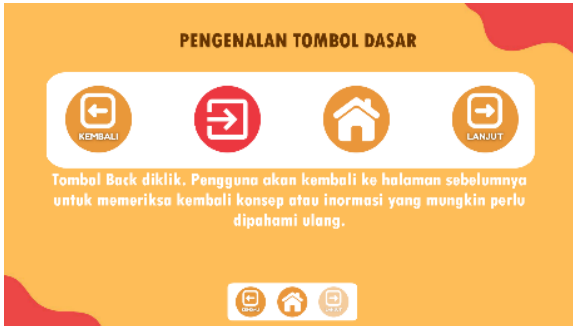 PENGENALAN TOMBOL DASAR
KEMBALI
LANJUT
Tombol Back diklik. Pengguna akan kembali ke halaman sebelumnya
untuk memeriksa kembali konsep atau inormasi yang mungkin perlu
dipahami ulang.